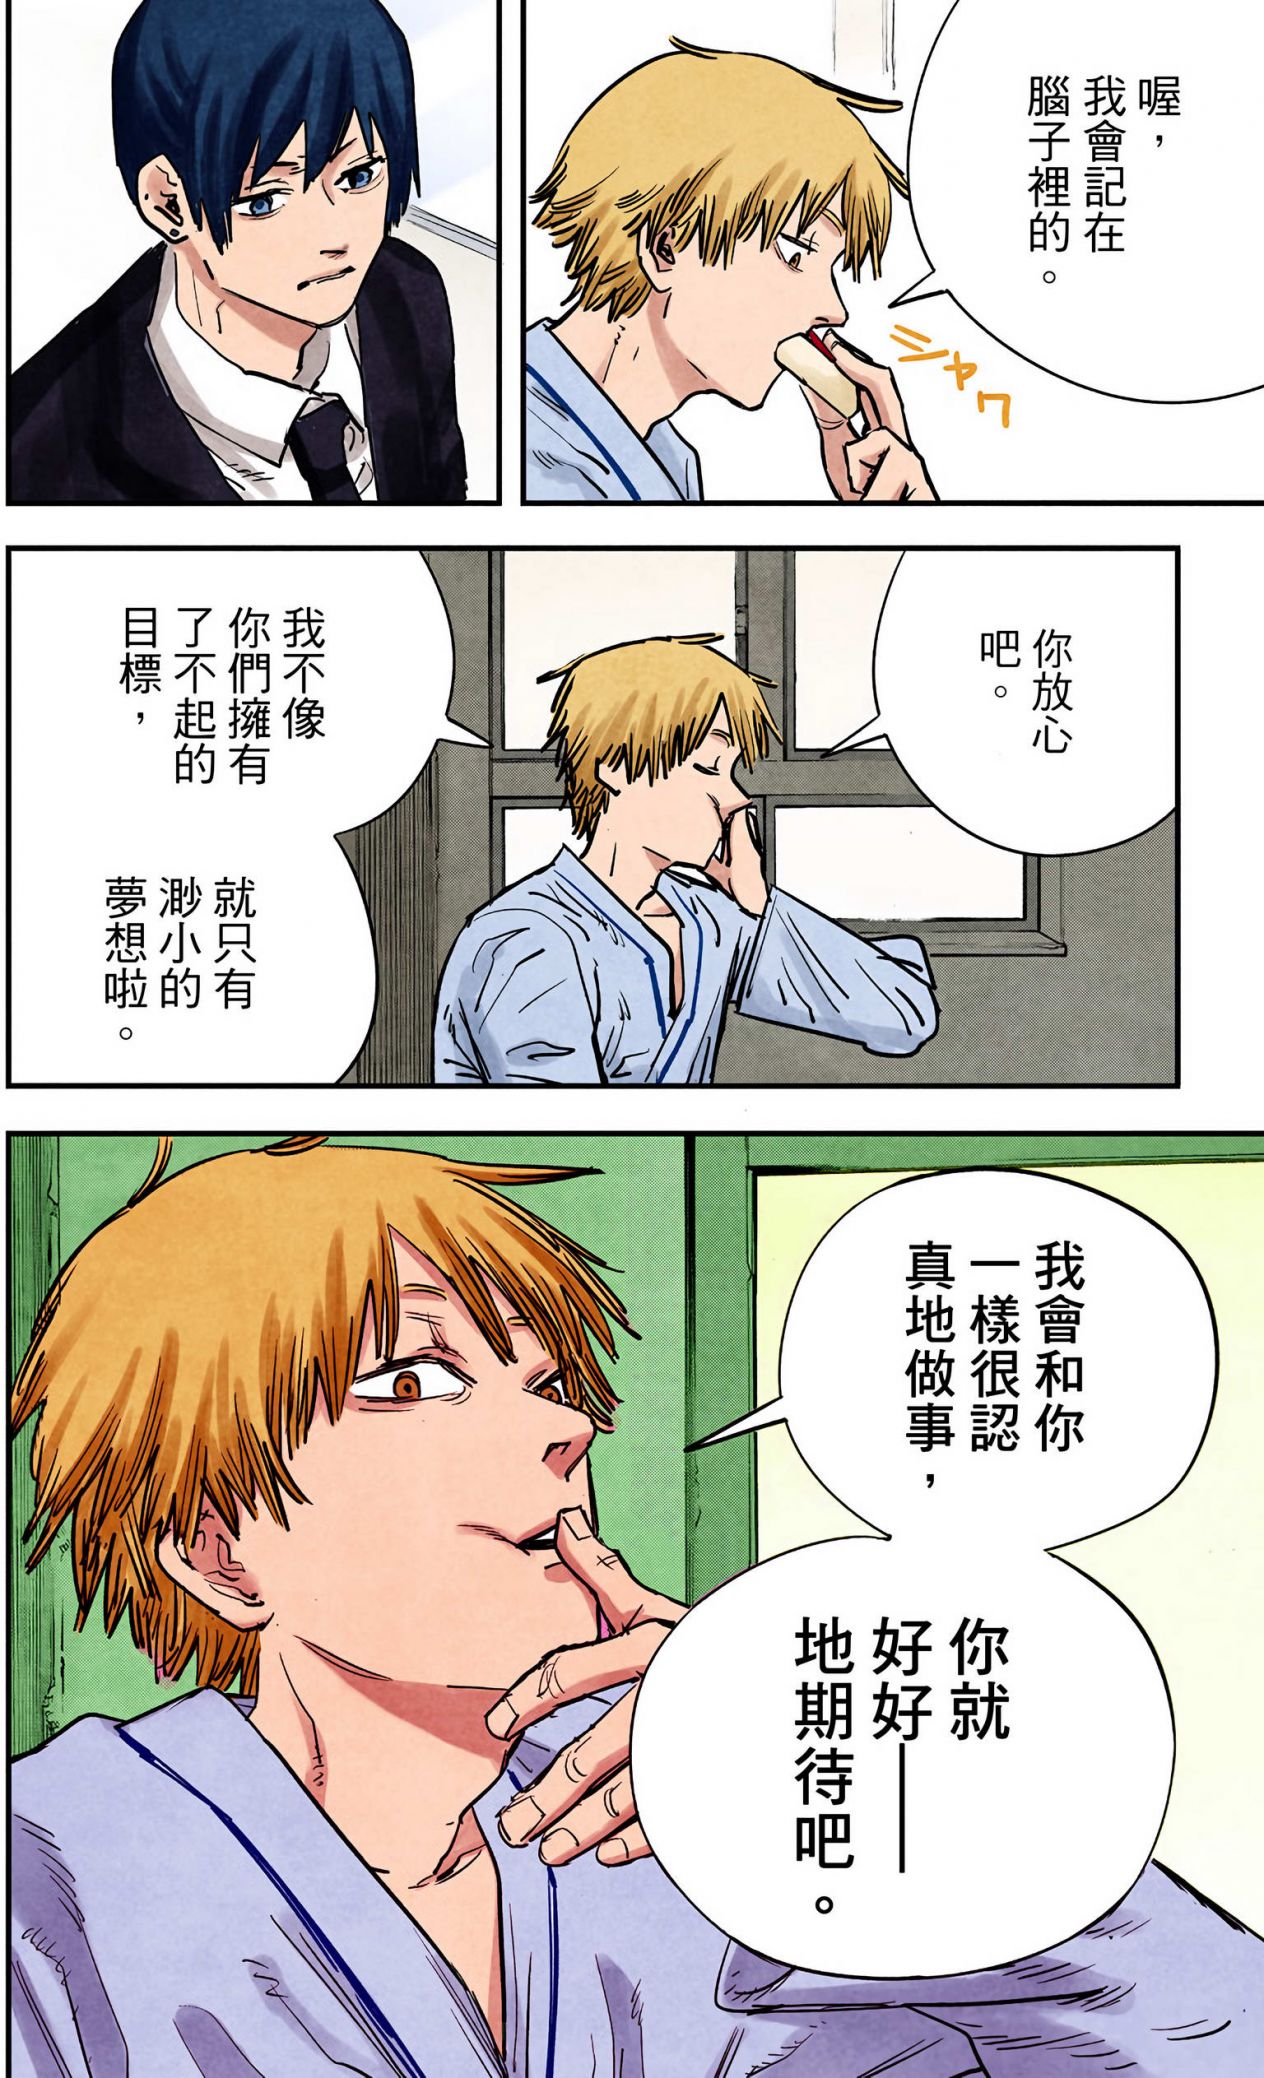 喔，
我會記在
腦子裡的。
シャク
你放心
吧。
我不像
你們擁有
了不起的
目標，
就只有
渺小的
夢想啦。
我會和你
一樣很認
真地做事，
你就
好好——
地期待吧。